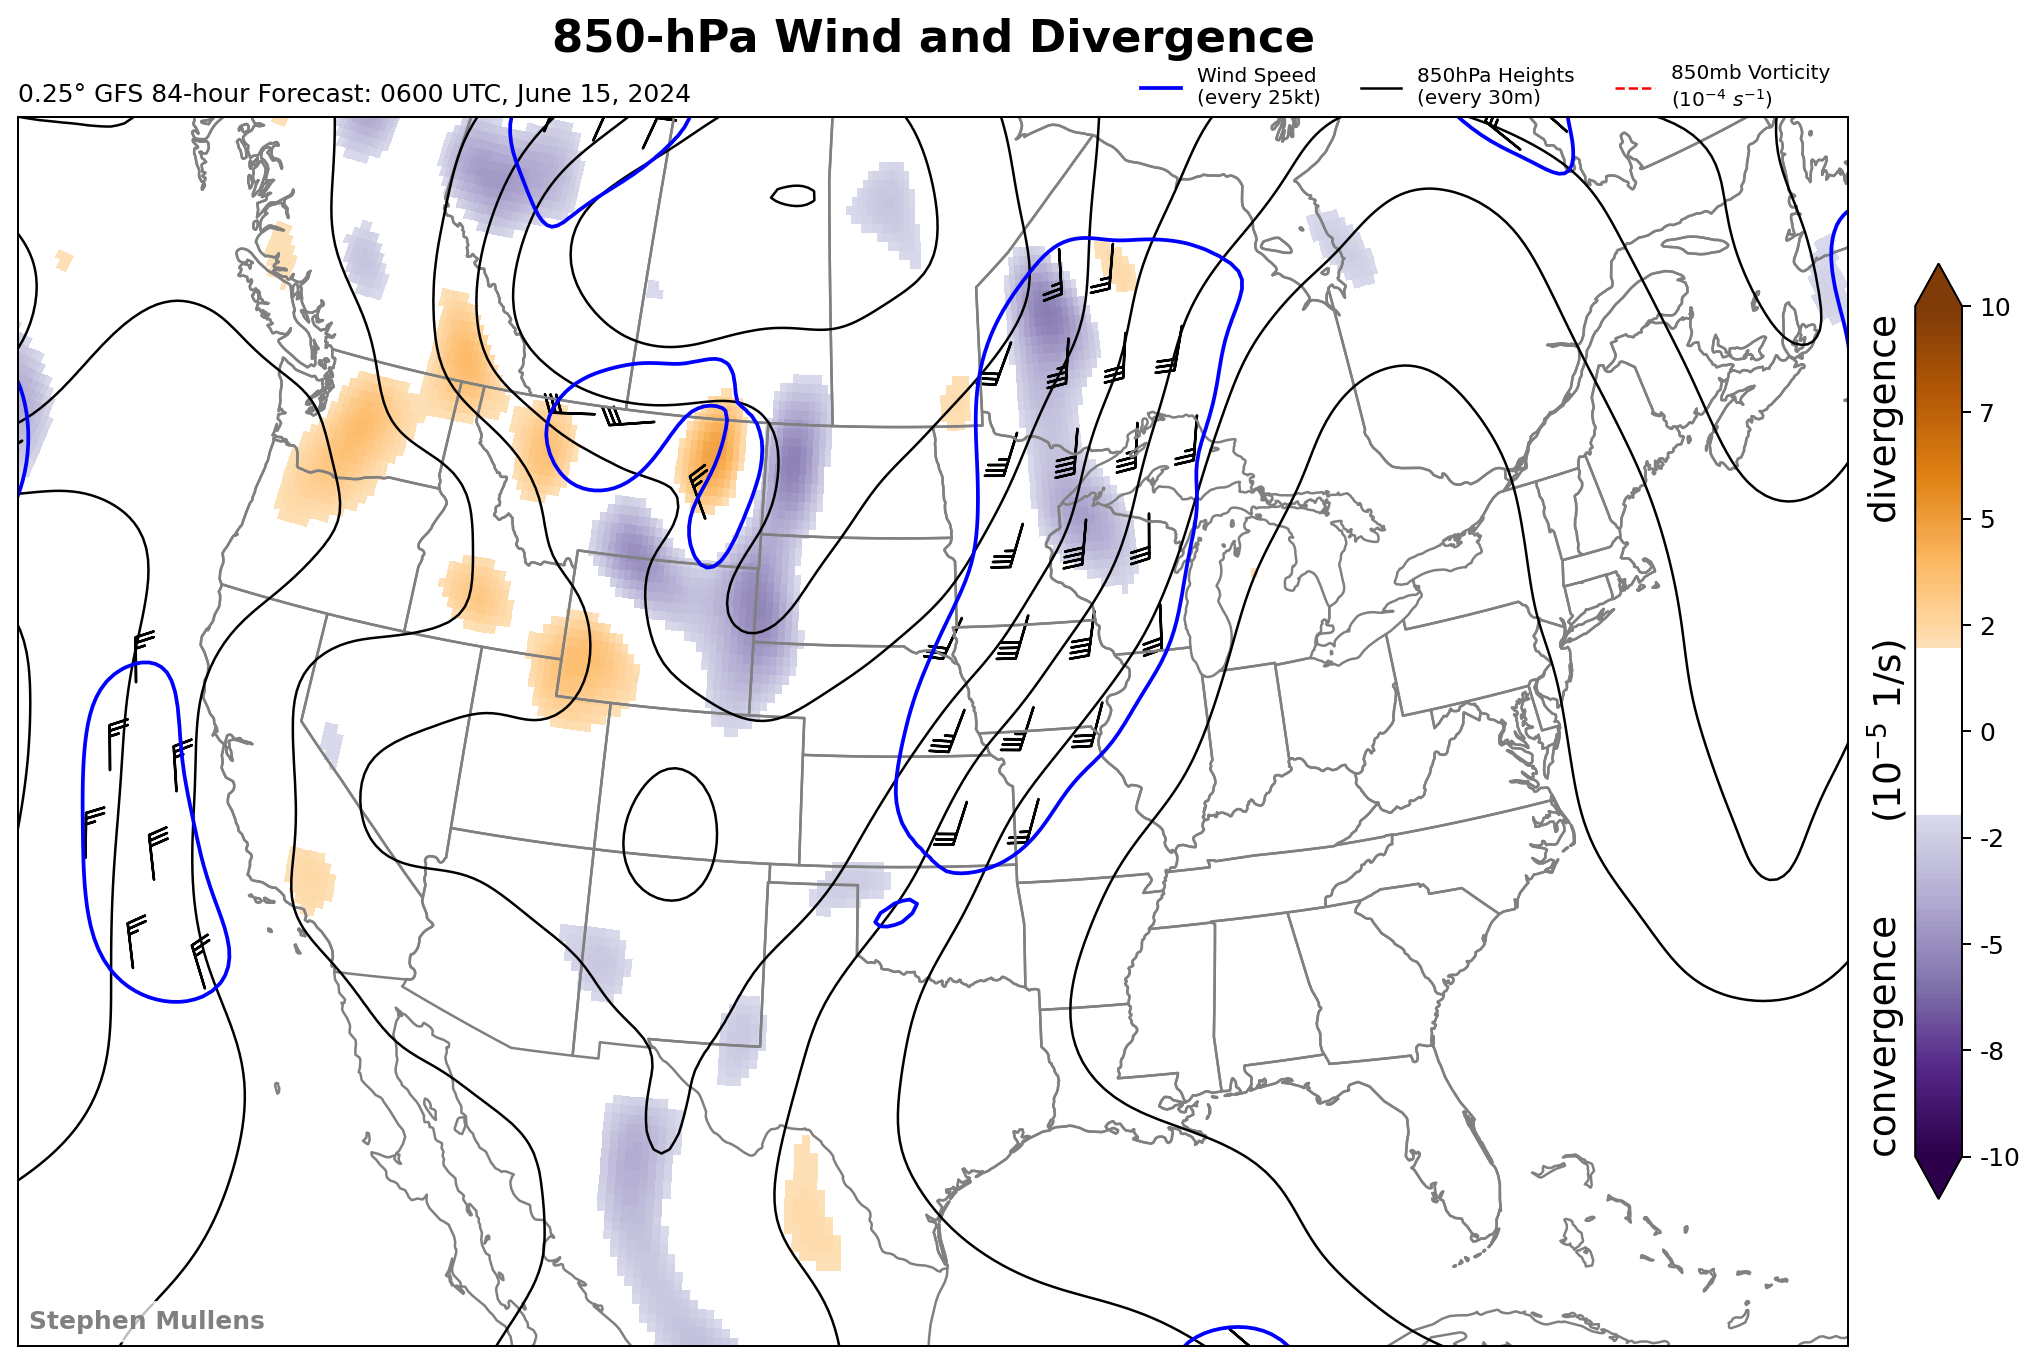 850-hPa Wind and Divergence
0.25° GFS 84-hour Forecast: 0600 UTC, June 15, 2024
Wind Speed
(every 25kt)
850hPa Heights
(every 30m)
850mb Vorticity
(10⁻⁴ s⁻¹)
10
7
5
2
0
-2
-5
-8
-10
convergence (10⁻⁵ 1/s) divergence
Stephen Mullens